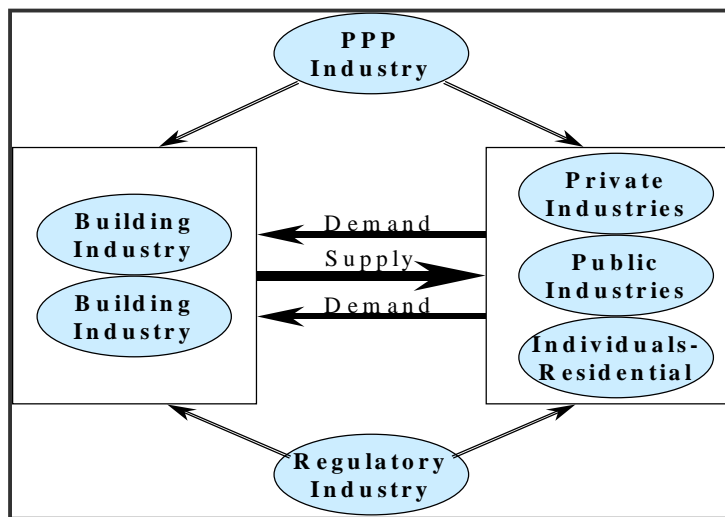 PPP
Industry
Building
Industry
Building
Industry
Demand
Supply
Demand
Private
Industries
Public
Industries
Individuals-
Residential
Regulatory
Industry